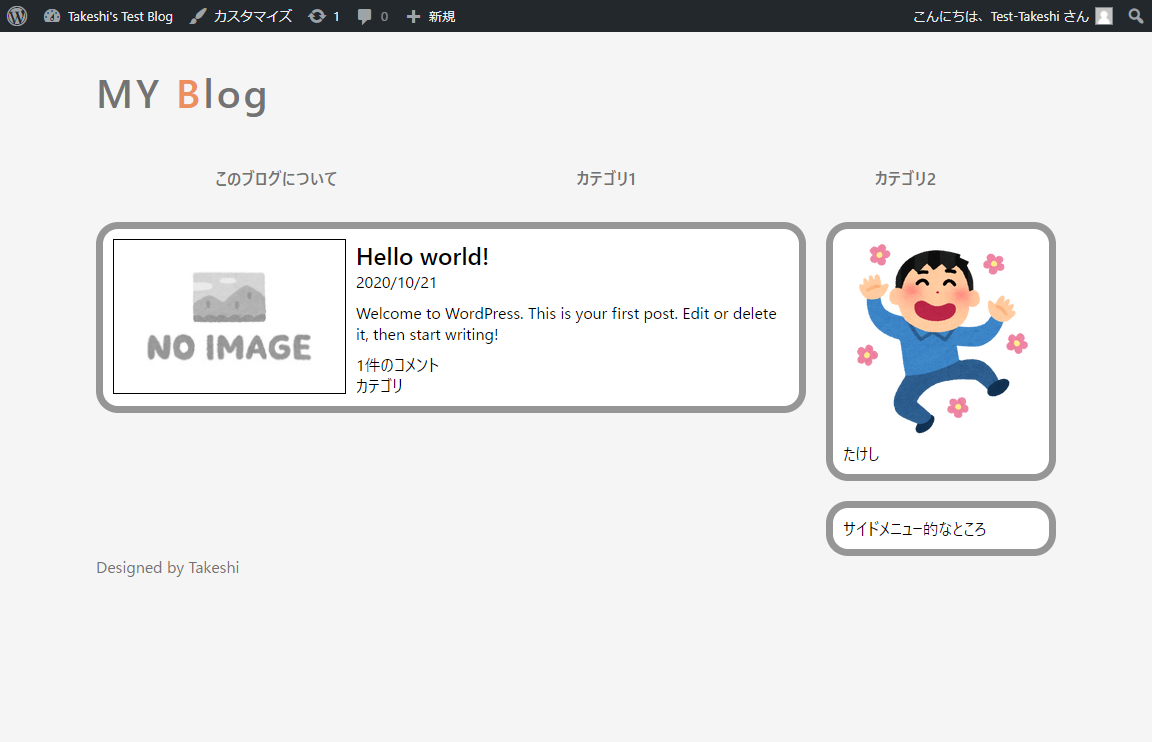 Takeshi's Test Blog カスタマイズ 1 0 新規 こんにちは、Test-Takeshi さん
MY Blog
このブログについて カテゴリ1 カテゴリ2
NO IMAGE
Hello world!
2020/10/21
Welcome to WordPress. This is your first post. Edit or delete
it, then start writing!
1件のコメント
カテゴリ
たけし
サイドメニュー的なところ
Designed by Takeshi